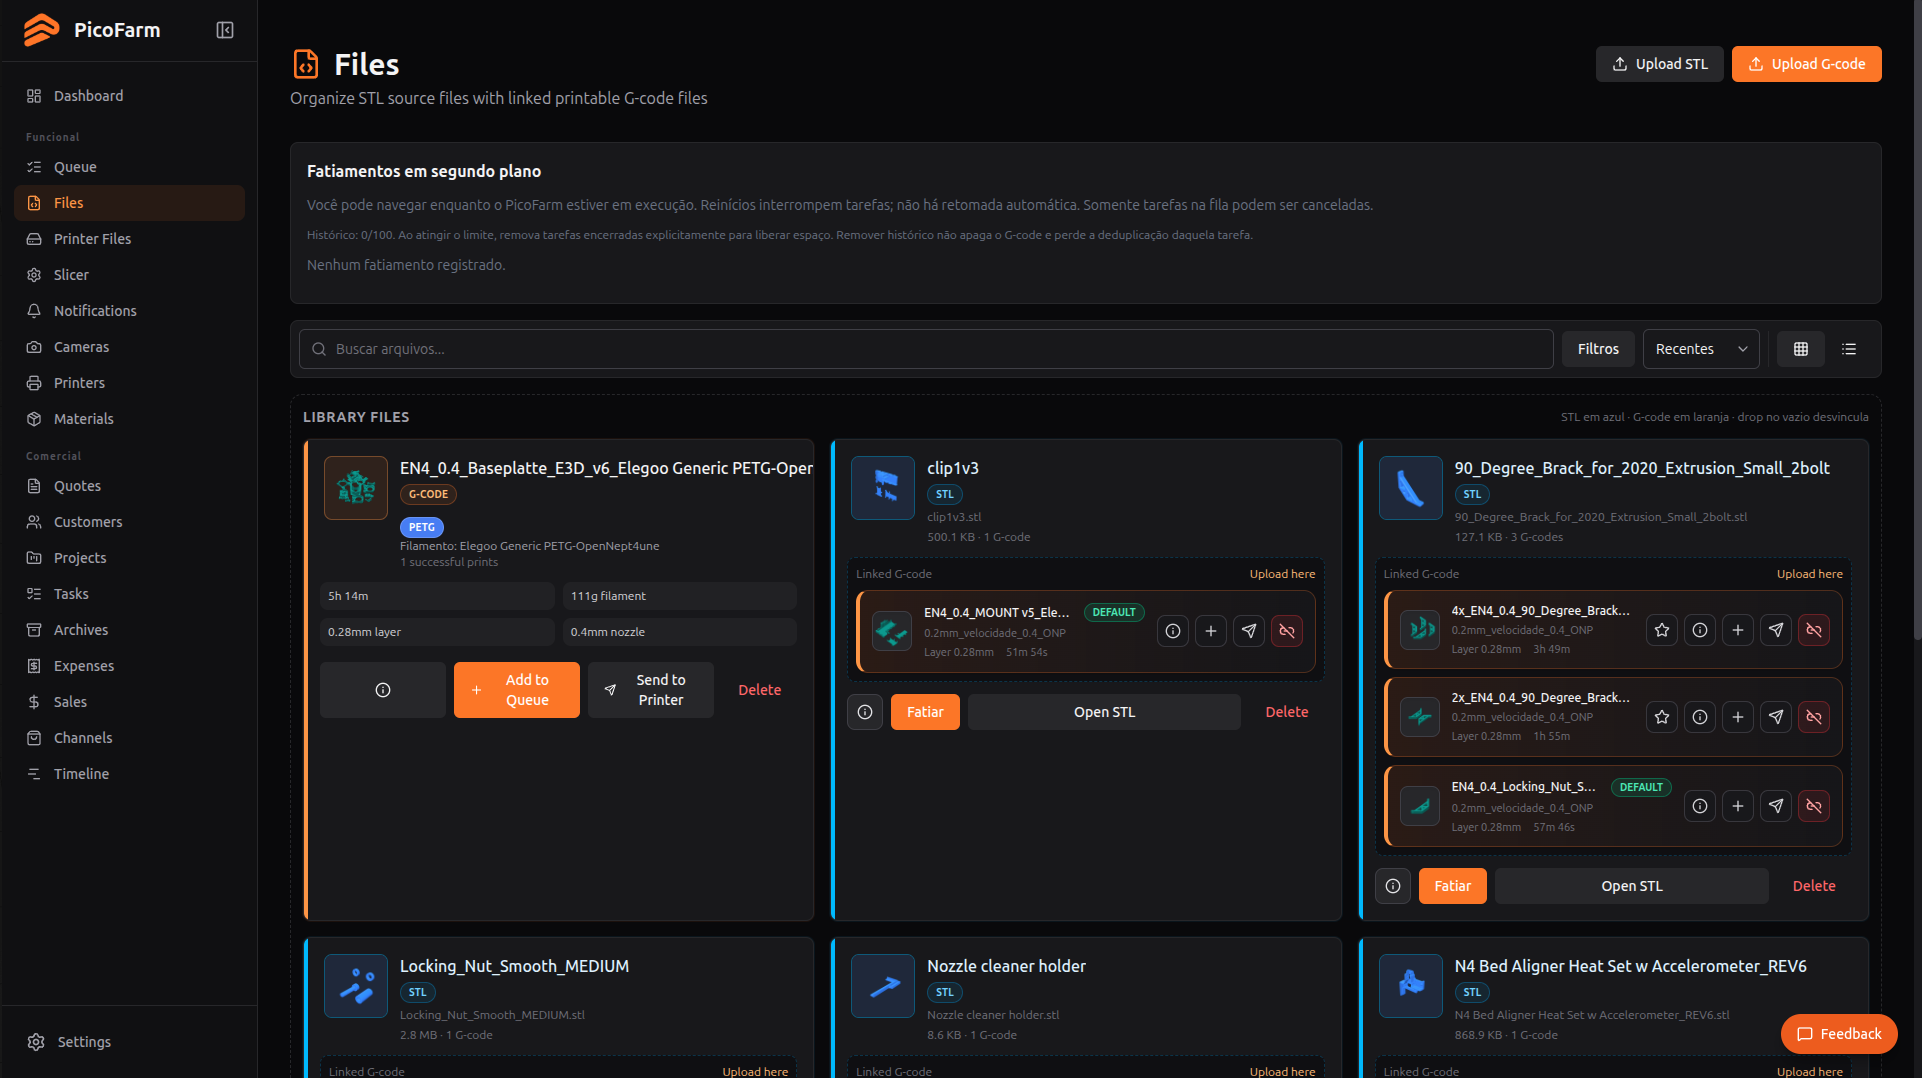 PicoFarm
Dashboard
Funcional
Queue
Files
Printer Files
Slicer
Notifications
Cameras
Printers
Materials
Comercial
Quotes
Customers
Projects
Tasks
Archives
Expenses
Sales
Channels
Timeline
Settings
Files
Organize STL source files with linked printable G-code files
Upload STL
Upload G-code
Fatiamentos em segundo plano
Você pode navegar enquanto o PicoFarm estiver em execução. Reinícios interrompem tarefas; não há retomada automática. Somente tarefas na fila podem ser canceladas.
Histórico: 0/100. Ao atingir o limite, remova tarefas encerradas explicitamente para liberar espaço. Remover histórico não apaga o G-code e perde a deduplicação daquela tarefa.
Nenhum fatiamento registrado.
Buscar arquivos...
Filtros
Recentes
LIBRARY FILES
STL em azul · G-code em laranja · drop no vazio desvincula
EN4_0.4_Baseplatte_E3D_v6_Elegoo Generic PETG-Oper
G-CODE
PETG
Filamento: Elegoo Generic PETG-OpenNept4une
1 successful prints
5h 14m
111g filament
0.28mm layer
0.4mm nozzle
Add to
Queue
Send to
Printer
Delete
clip1v3
STL
clip1v3.stl
500.1 KB · 1 G-code
Linked G-code
Upload here
EN4_0.4_MOUNT v5_Ele...
DEFAULT
0.2mm_velocidade_0.4_ONP
Layer 0.28mm 51m 54s
Fatiar
Open STL
Delete
90_Degree_Brack_for_2020_Extrusion_Small_2bolt
STL
90_Degree_Brack_for_2020_Extrusion_Small_2bolt.stl
127.1 KB · 3 G-codes
Linked G-code
Upload here
4x_EN4_0.4_90_Degree_Brack...
0.2mm_velocidade_0.4_ONP
Layer 0.28mm 3h 49m
2x_EN4_0.4_90_Degree_Brack...
0.2mm_velocidade_0.4_ONP
Layer 0.28mm 1h 55m
EN4_0.4_Locking_Nut_S...
DEFAULT
0.2mm_velocidade_0.4_ONP
Layer 0.28mm 57m 46s
Fatiar
Open STL
Delete
Locking_Nut_Smooth_MEDIUM
STL
Locking_Nut_Smooth_MEDIUM.stl
2.8 MB · 1 G-code
Linked G-code
Upload here
Nozzle cleaner holder
STL
Nozzle cleaner holder.stl
8.6 KB · 1 G-code
Linked G-code
Upload here
N4 Bed Aligner Heat Set w Accelerometer_REV6
STL
N4 Bed Aligner Heat Set w Accelerometer_REV6.stl
868.9 KB · 1 G-code
Linked G-code
Upload here
Feedback